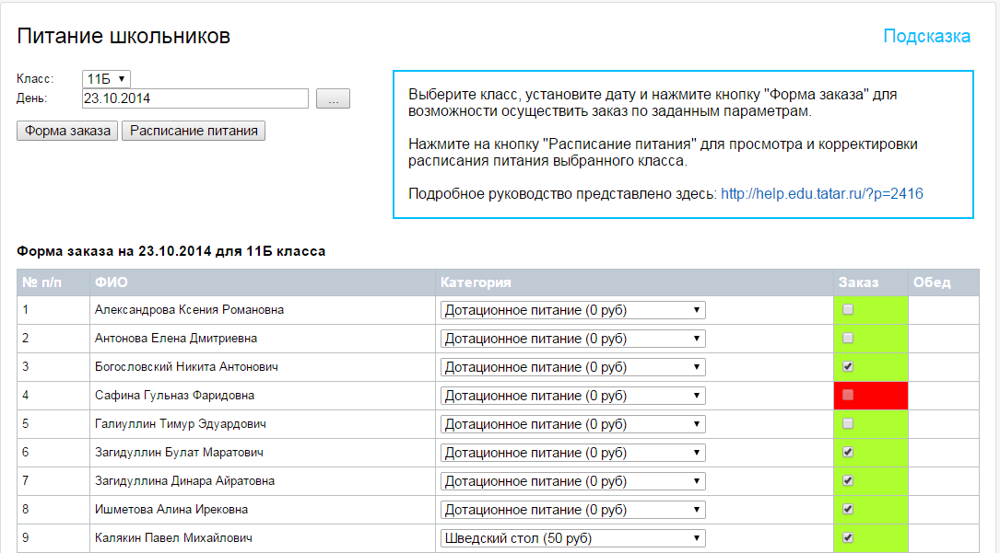 Питание школьников
Подсказка
Класс: 11Б
День: 23.10.2014 ...
Форма заказа Расписание питания
Выберите класс, установите дату и нажмите кнопку "Форма заказа" для
возможности осуществить заказ по заданным параметрам.
Нажмите на кнопку "Расписание питания" для просмотра и корректировки
расписания питания выбранного класса.
Подробное руководство представлено здесь: http://help.edu.tatar.ru/?p=2416
Форма заказа на 23.10.2014 для 11Б класса
№ п/п ФИО Категория Заказ Обед
1 Александрова Ксения Романовна Дотационное питание (0 руб)
2 Антонова Елена Дмитриевна Дотационное питание (0 руб)
3 Богословский Никита Антонович Дотационное питание (0 руб)
4 Сафина Гульназ Фаридовна Дотационное питание (0 руб)
5 Галиуллин Тимур Эдуардович Дотационное питание (0 руб)
6 Загидуллин Булат Маратович Дотационное питание (0 руб)
7 Загидуллина Динара Айратовна Дотационное питание (0 руб)
8 Ишметова Алина Ирековна Дотационное питание (0 руб)
9 Калякин Павел Михайлович Шведский стол (50 руб)